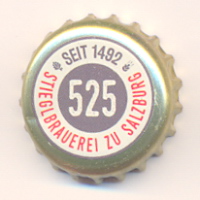 SEIT 1492
525
STIEGLBRAUEREI ZU SALZBURG